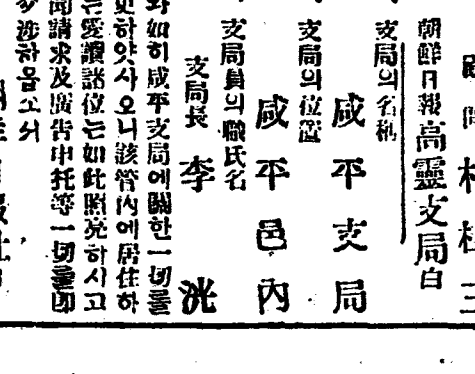 朝鮮日報高靈支局白
支局의名稱
咸平支局
支局의位置
咸平邑內
支局員의職氏名
支局長 李 洸
와如히咸平支局에關한一切를
更하얏사오니該管內에居住하
는愛讀諸位는如此照亮하시고
聞請求及廣告申托等一切를
涉하옵소셔